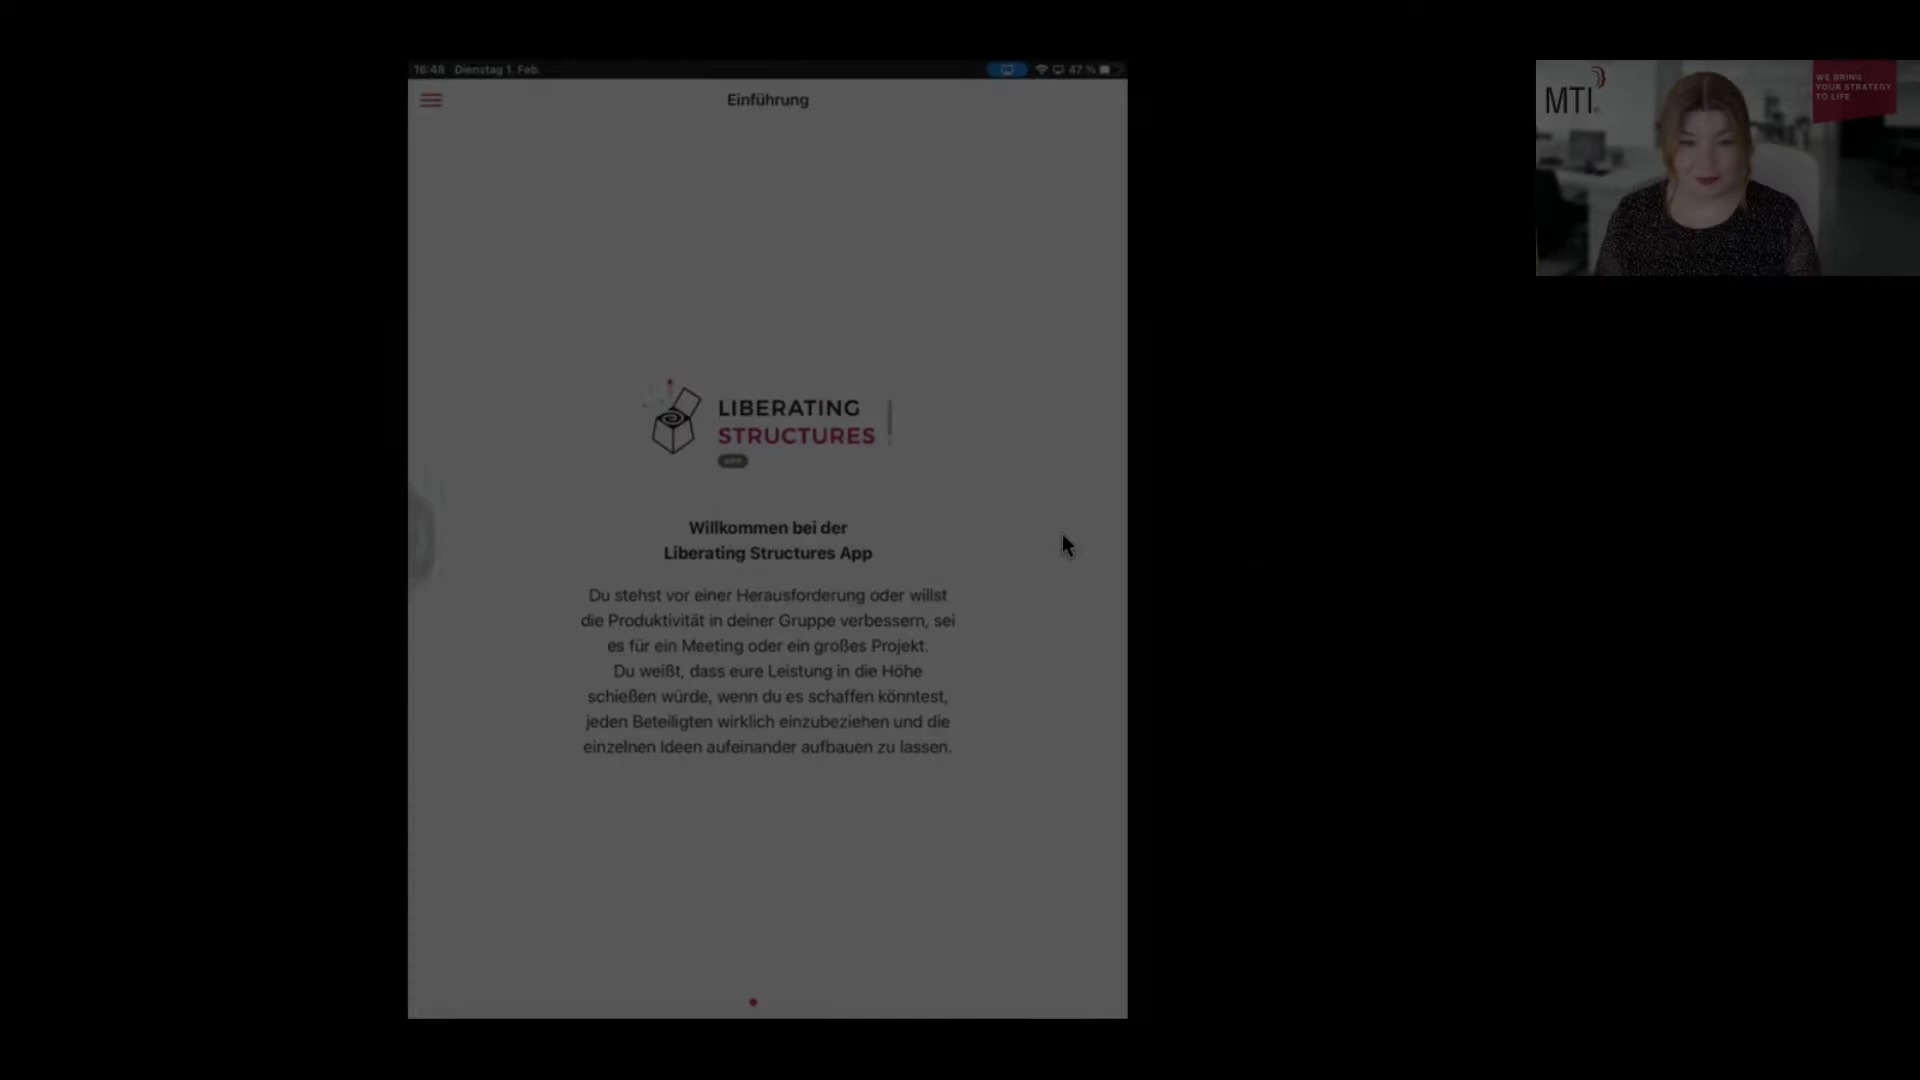 16:48 Dienstag 1. Feb.
47 %
Einführung
LIBERATING
STRUCTURES
APP
Willkommen bei der
Liberating Structures App
Du stehst vor einer Herausforderung oder willst
die Produktivität in deiner Gruppe verbessern, sei
es für ein Meeting oder ein großes Projekt.
Du weißt, dass eure Leistung in die Höhe
schießen würde, wenn du es schaffen könntest,
jeden Beteiligten wirklich einzubeziehen und die
einzelnen Ideen aufeinander aufbauen zu lassen.
MTI
WE BRING
YOUR STRATEGY
TO LIFE